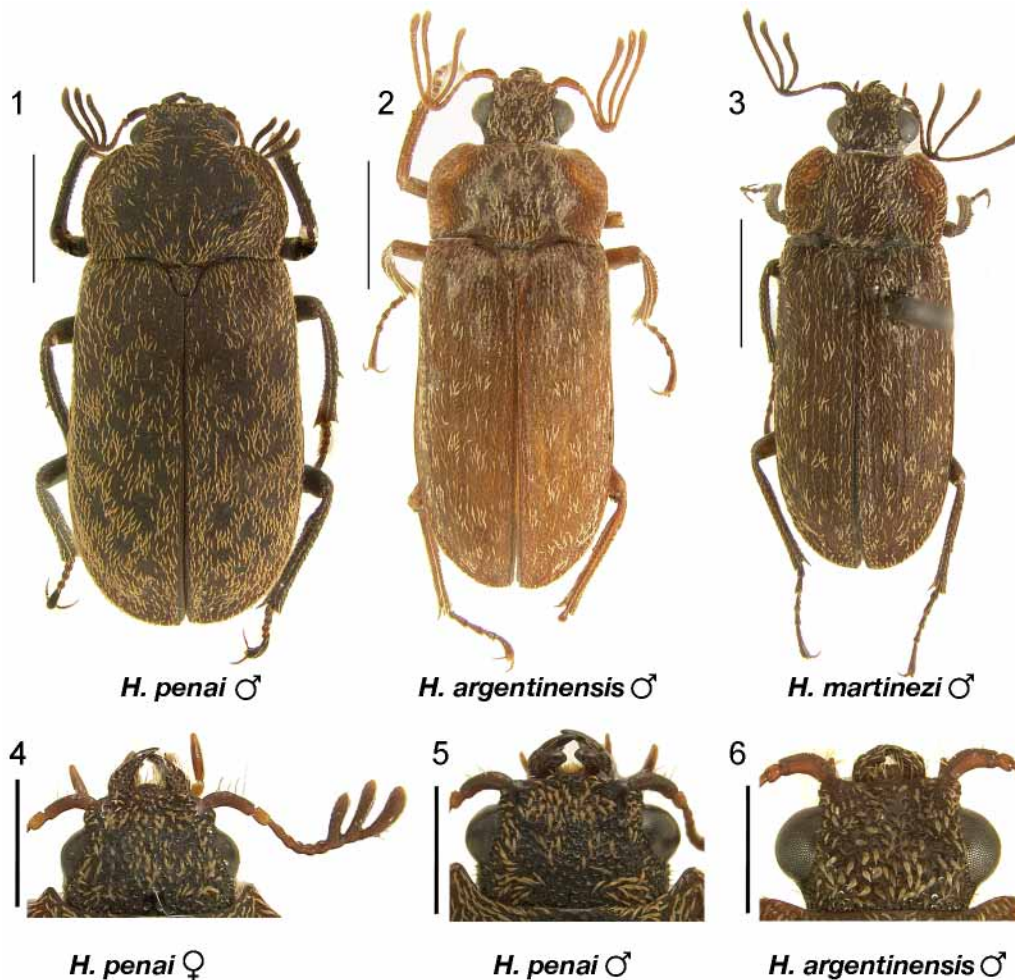 1
2
3
H. penai ♂
H. argentinensis ♂
H. martinezi ♂
4
5
6
H. penai ♀
H. penai ♂
H. argentinensis ♂